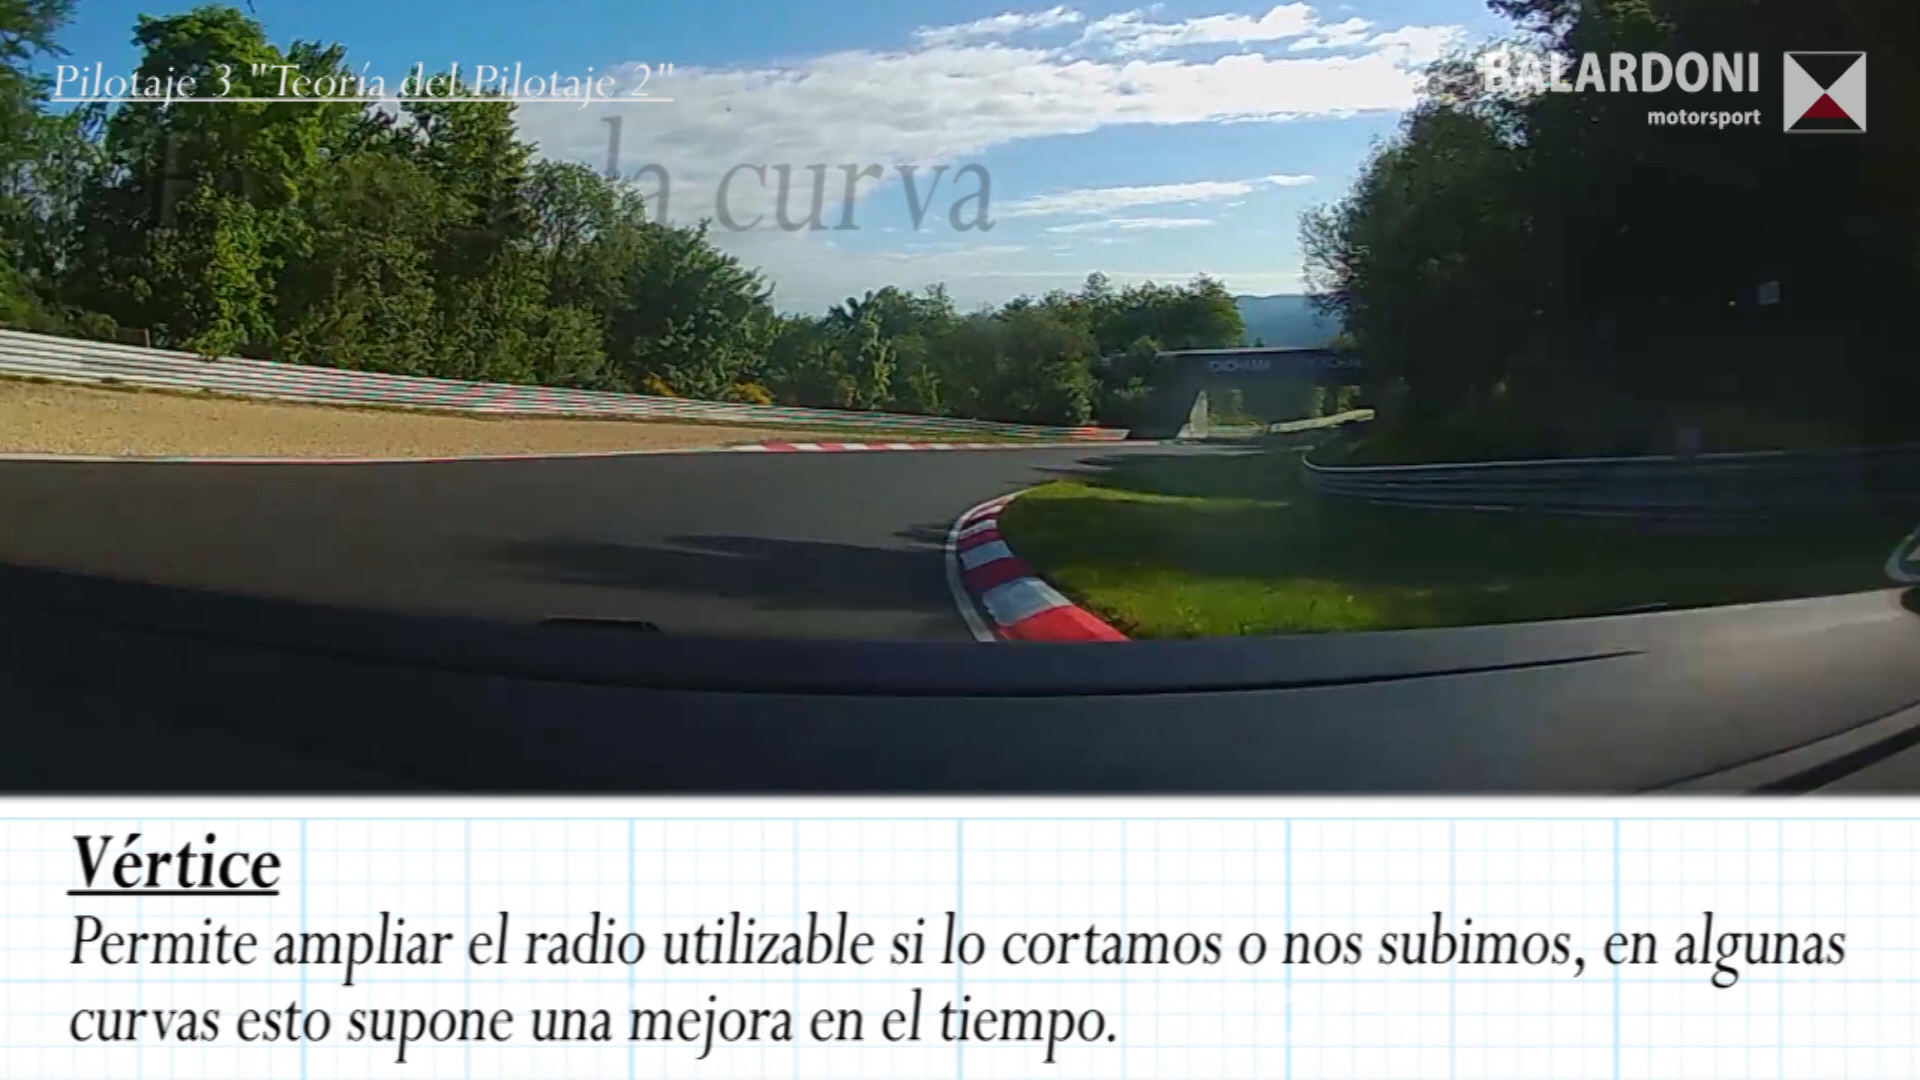 Pilotaje 3 "Teoría del Pilotaje 2"
BALARDONI
motorsport
la curva
Vértice
Permite ampliar el radio utilizable si lo cortamos o nos subimos, en algunas
curvas esto supone una mejora en el tiempo.